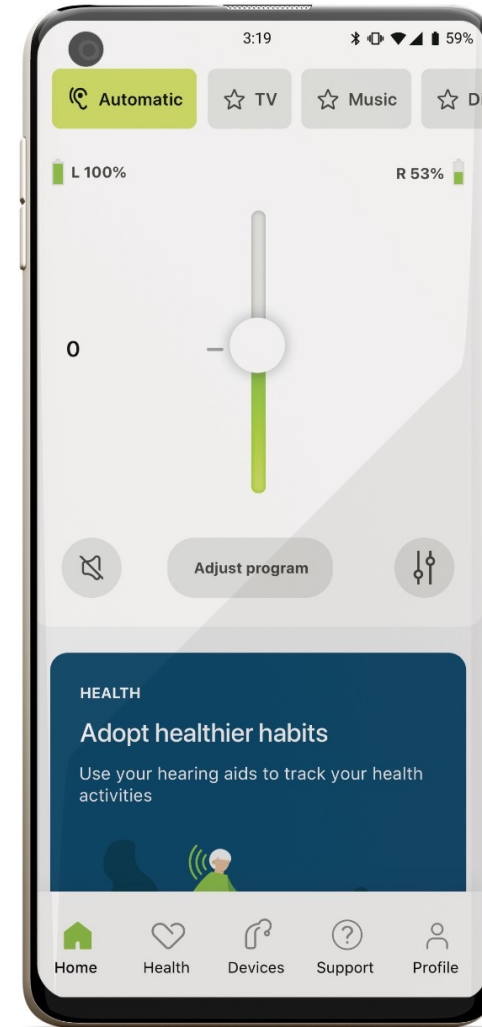 3:19 59%
Automatic TV Music D
L 100% R 53%
0
Adjust program
HEALTH
Adopt healthier habits
Use your hearing aids to track your health
activities
Home Health Devices Support Profile